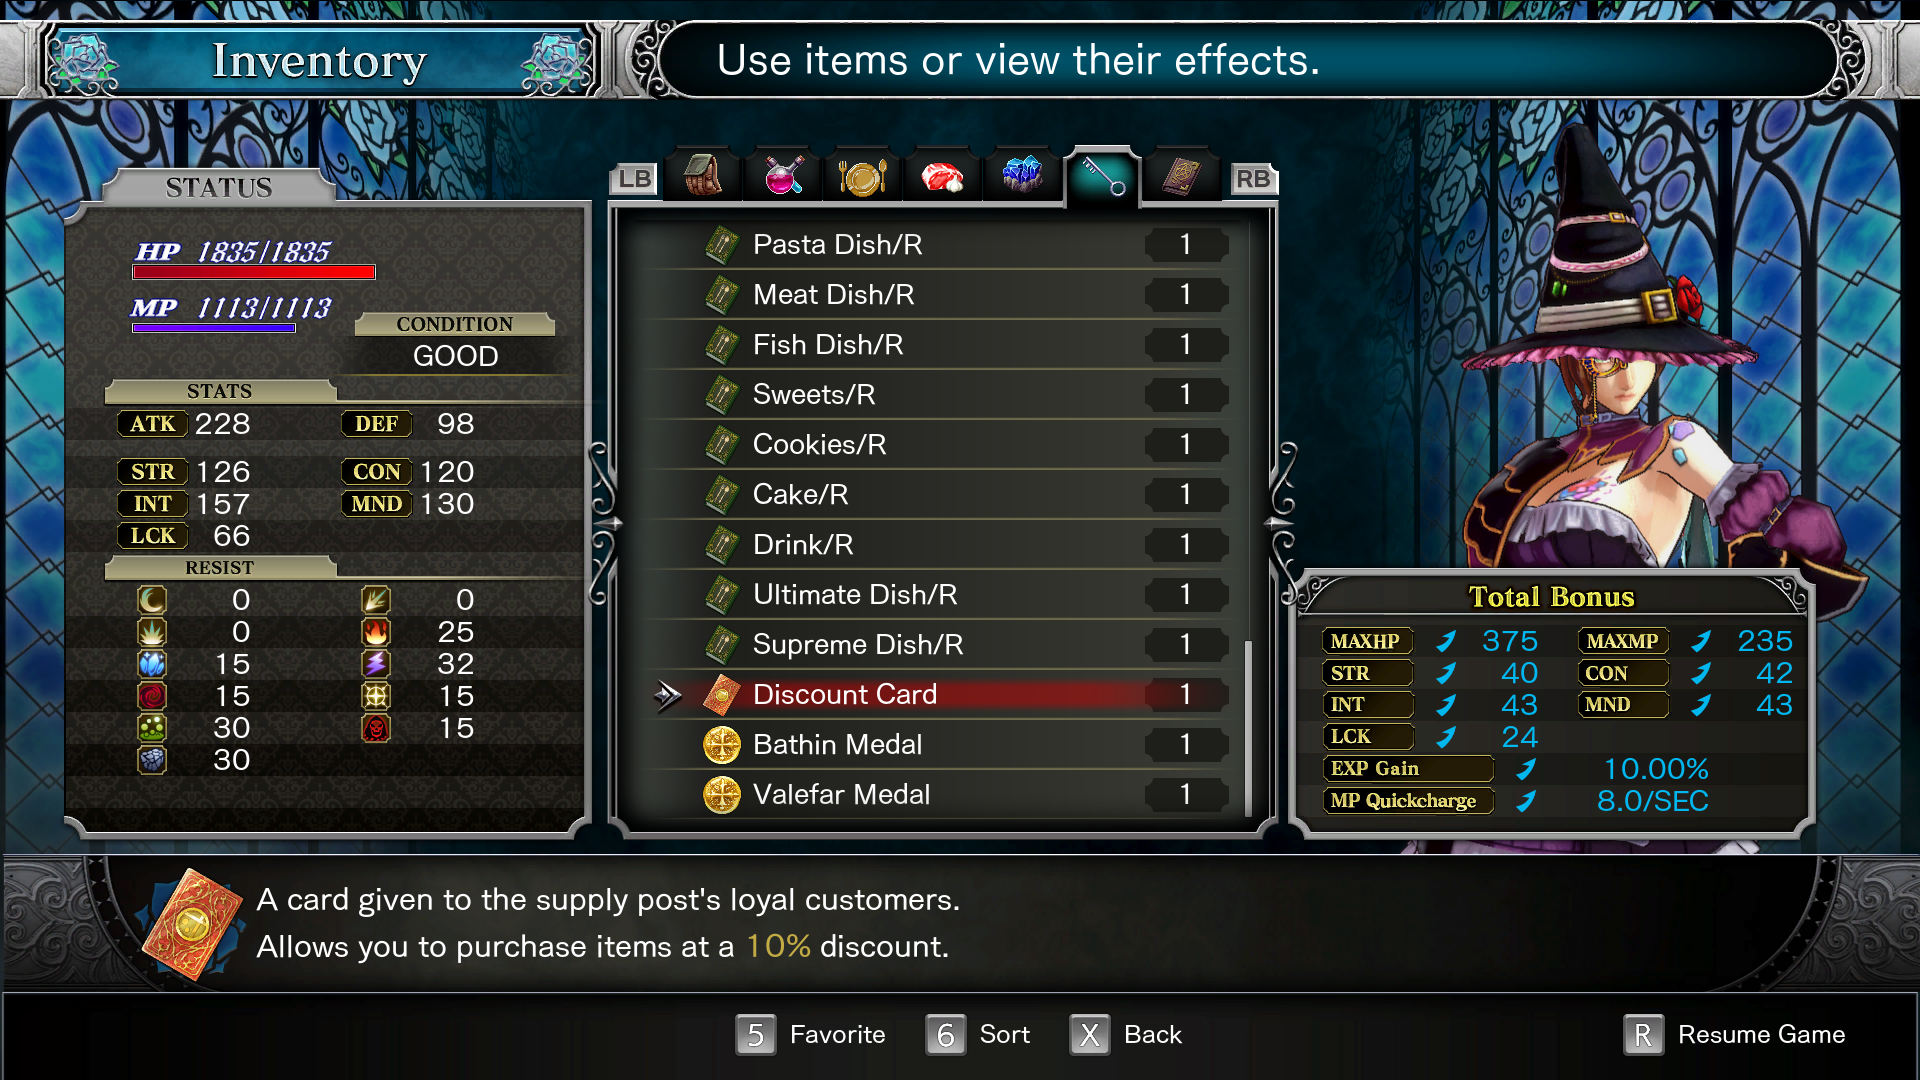 Inventory
Use items or view their effects.
STATUS
HP 1835/1835
MP 1113/1113
CONDITION
GOOD
STATS
ATK 228 DEF 98
STR 126 CON 120
INT 157 MND 130
LCK 66
RESIST
0 0
0 25
15 32
15 15
30 15
30
LB
RB
Pasta Dish/R 1
Meat Dish/R 1
Fish Dish/R 1
Sweets/R 1
Cookies/R 1
Cake/R 1
Drink/R 1
Ultimate Dish/R 1
Supreme Dish/R 1
Discount Card 1
Bathin Medal 1
Valefar Medal 1
Total Bonus
MAXHP 375 MAXMP 235
STR 40 CON 42
INT 43 MND 43
LCK 24
EXP Gain 10.00%
MP Quickcharge 8.0/SEC
A card given to the supply post's loyal customers.
Allows you to purchase items at a 10% discount.
5 Favorite 6 Sort X Back R Resume Game